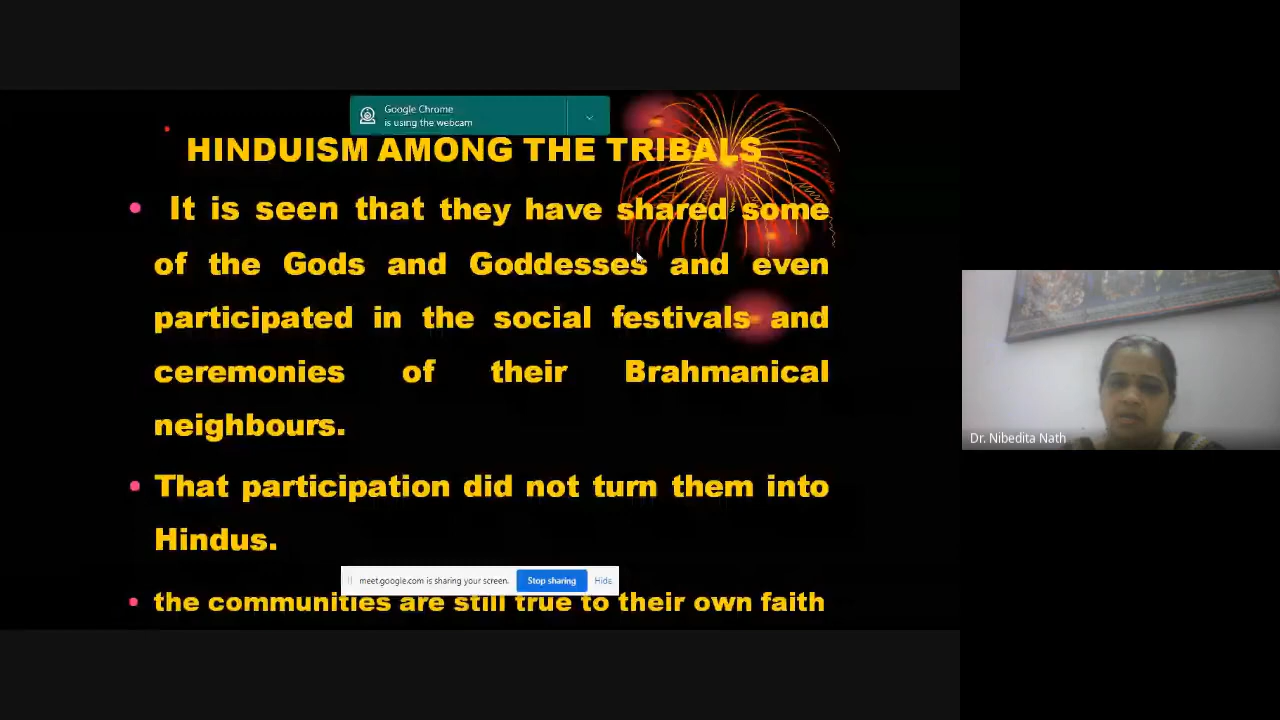 Google Chrome
is using the webcam
HINDUISM AMONG THE TRIBALS
It is seen that they have shared some
of the Gods and Goddesses and even
participated in the social festivals and
ceremonies of their Brahmanical
neighbours.
That participation did not turn them into
Hindus.
meet.google.com is sharing your screen. Stop sharing Hide
the communities are still true to their own faith
Dr. Nibedita Nath